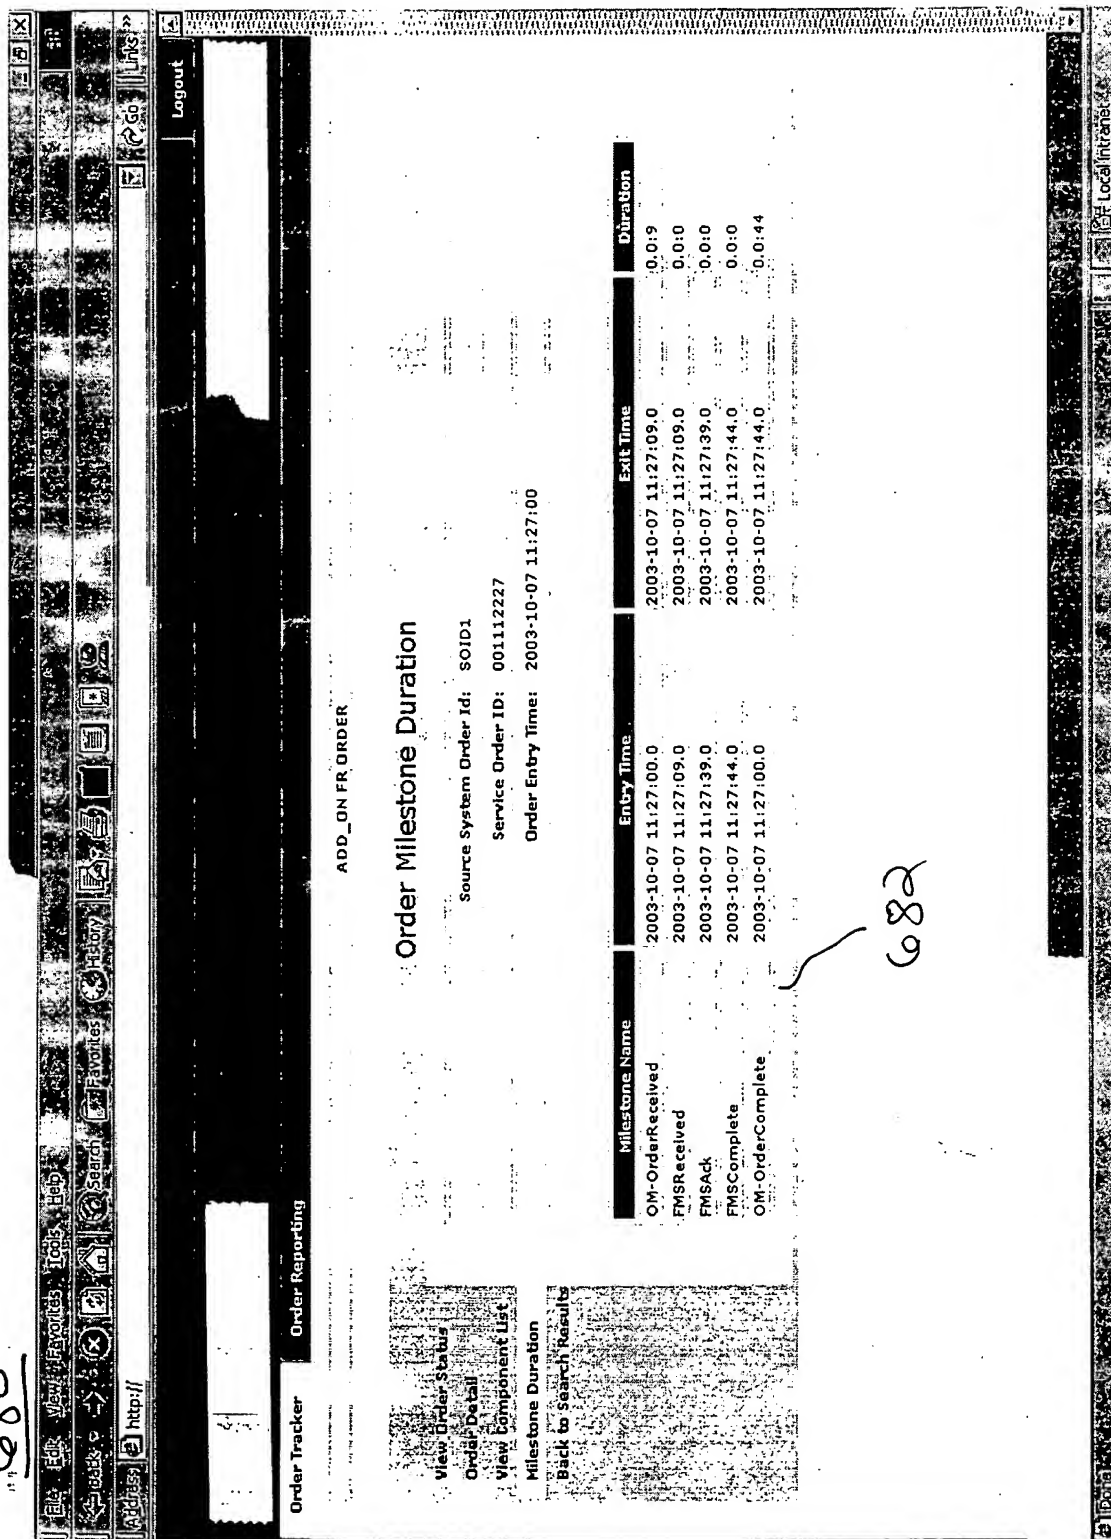 680
File Edit View Favorites Tools Help
Back Search Favorites History
Address http:// Go Links »
Logout
Order Tracker Order Reporting
ADD_ON FR ORDER
View Order Status
Order Detail
View Component List
Milestone Duration
Back to Search Results
Order Milestone Duration
Source System Order Id: SOID1
Service Order ID: 001112227
Order Entry Time: 2003-10-07 11:27:00
Milestone Name Entry Time Exit Time Duration
OM-OrderReceived 2003-10-07 11:27:00.0 2003-10-07 11:27:09.0 0:0:9
FMSReceived 2003-10-07 11:27:09.0 2003-10-07 11:27:09.0 0:0:0
FMSAck 2003-10-07 11:27:39.0 2003-10-07 11:27:39.0 0:0:0
FMSComplete 2003-10-07 11:27:44.0 2003-10-07 11:27:44.0 0:0:0
OM-OrderComplete 2003-10-07 11:27:00.0 2003-10-07 11:27:44.0 0:0:44
682
Done Local intranet